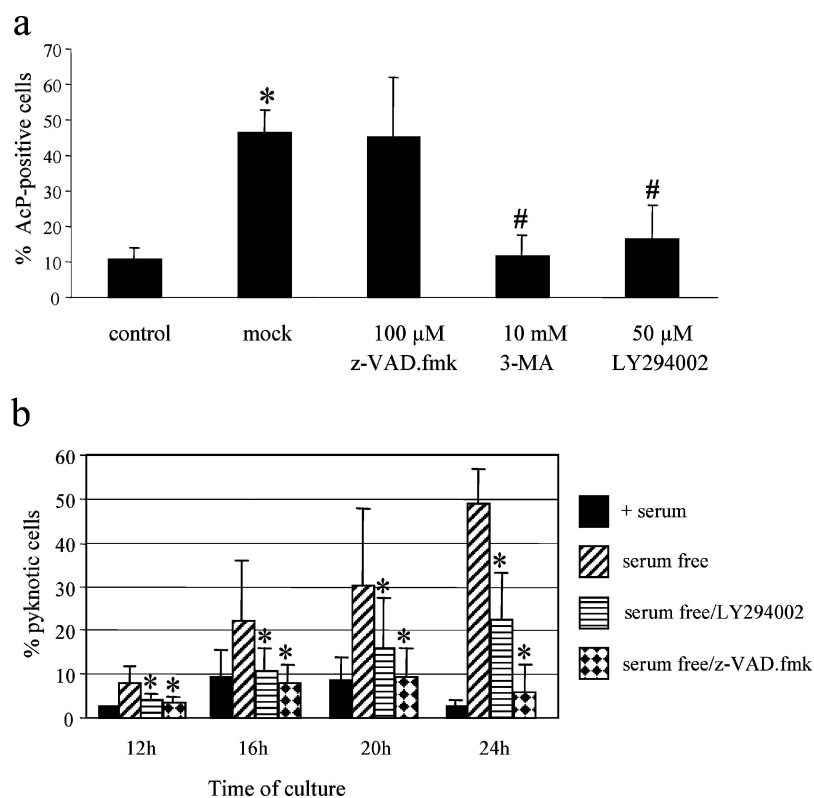 a
% AcP-positive cells
70
60
50
40
30
20
10
0
*
#
#
control mock 100 µM 10 mM 50 µM
z-VAD.fmk 3-MA LY294002
b
% pyknotic cells
60
50
40
30
20
10
0
* *
* *
* *
* *
12h 16h 20h 24h
Time of culture
+ serum
serum free
serum free/LY294002
serum free/z-VAD.fmk